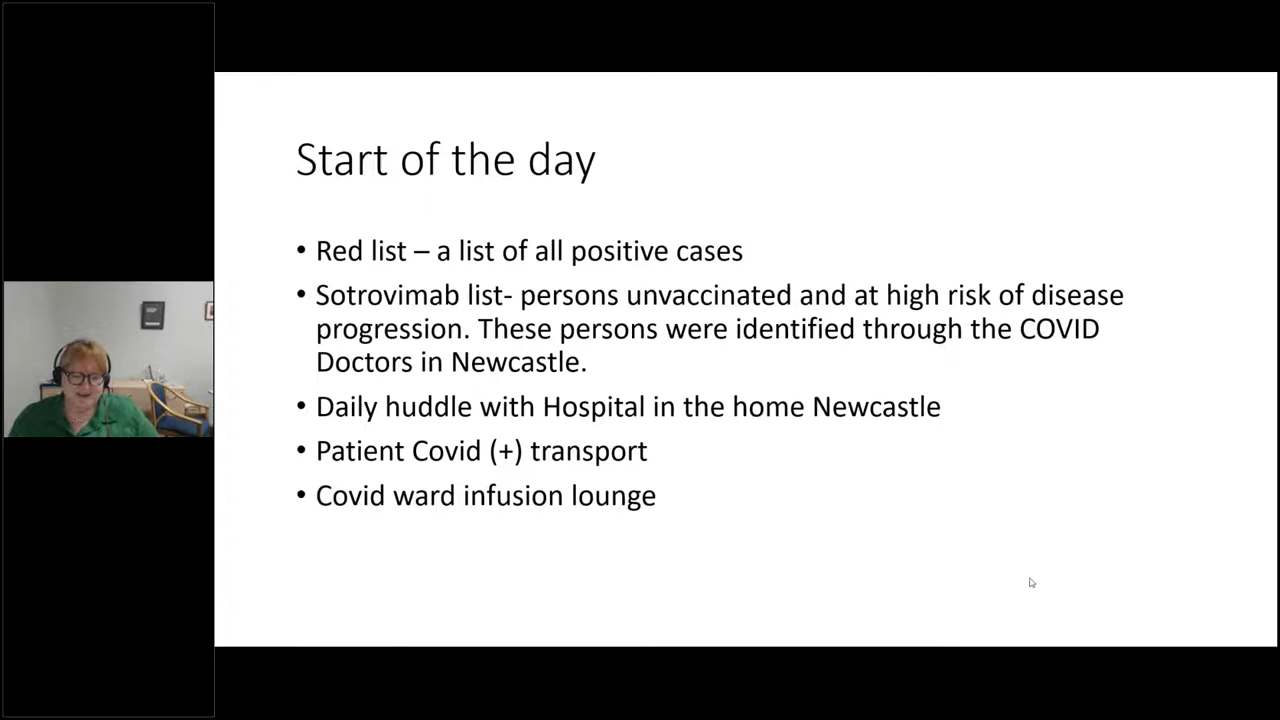 Start of the day
• Red list – a list of all positive cases
• Sotrovimab list- persons unvaccinated and at high risk of disease
progression. These persons were identified through the COVID
Doctors in Newcastle.
• Daily huddle with Hospital in the home Newcastle
• Patient Covid (+) transport
• Covid ward infusion lounge